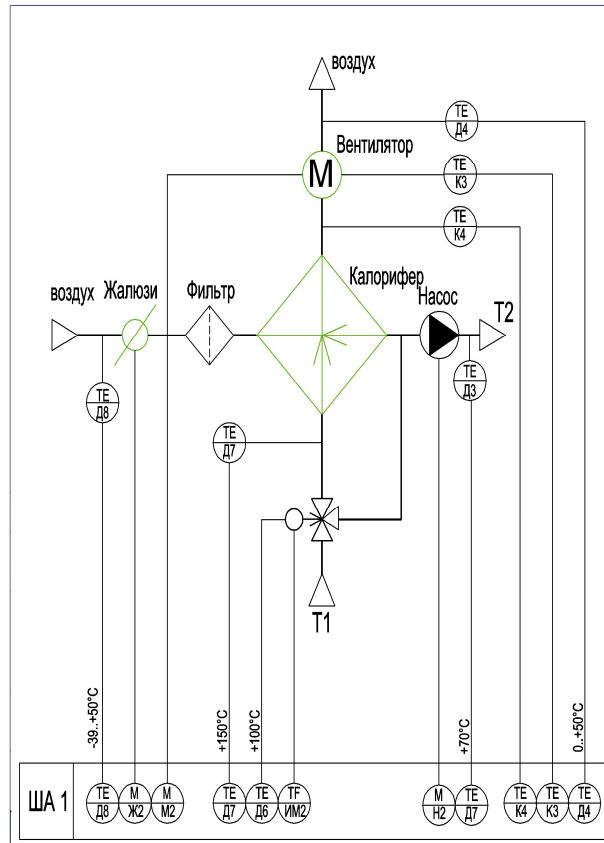 воздух
TE
Д4
Вентилятор
M
TE
К3
TE
К4
Калорифер
воздух
Жалюзи
Фильтр
Насос
T2
TE
Д8
TE
Д3
TE
Д7
T1
-39..+50°C
+150°C
+100°C
+70°C
0..+50°C
ША 1
TE
Д8
M
Ж2
M
М2
TE
Д7
TE
Д6
TF
ИМ2
M
Н2
TE
Д7
TE
К4
TE
К3
TE
Д4